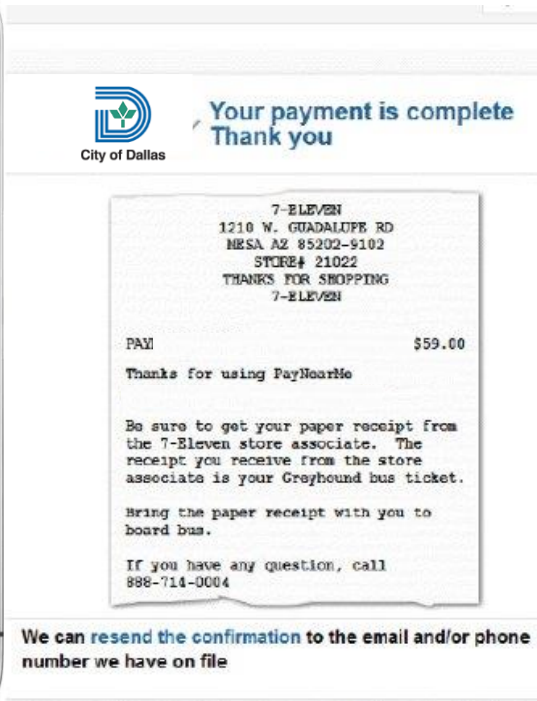 City of Dallas
Your payment is complete
Thank you
7-ELEVEN
1210 W. GUADALUPE RD
MESA AZ 85202-9102
STORE# 21022
THANKS FOR SHOPPING
7-ELEVEN
PAY $59.00
Thanks for using PayNearMe
Be sure to get your paper receipt from
the 7-Eleven store associate. The
receipt you receive from the store
associate is your Greyhound bus ticket.
Bring the paper receipt with you to
board bus.
If you have any question, call
888-714-0004
We can resend the confirmation to the email and/or phone
number we have on file